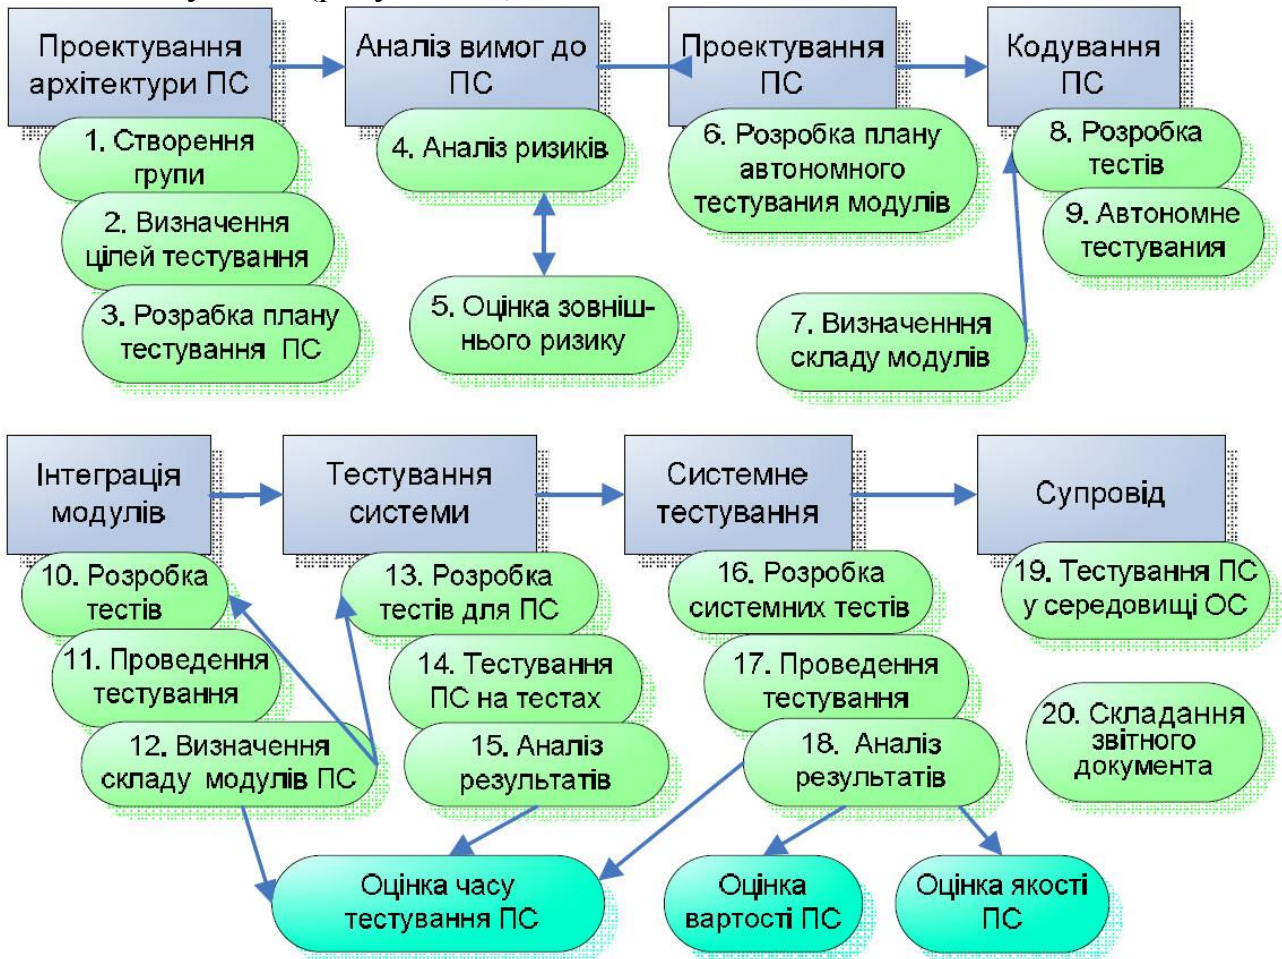 Проектування
архітектури ПС
Аналіз вимог до
ПС
Проектування
ПС
Кодування
ПС
1. Створення
групи
2. Визначення
цілей тестування
3. Розрабка плану
тестування ПС
4. Аналіз ризиків
5. Оцінка зовніш-
нього ризику
6. Розробка плану
автономного
тестування модулів
7. Визначенння
складу модулів
8. Розробка
тестів
9. Автономне
тестування
Інтеграція
модулів
Тестування
системи
Системне
тестування
Супровід
10. Розробка
тестів
11. Проведення
тестування
12. Визначення
складу модулів ПС
13. Розробка
тестів для ПС
14. Тестування
ПС на тестах
15. Аналіз
результатів
16. Розробка
системних тестів
17. Проведення
тестування
18. Аналіз
результатів
19. Тестування ПС
у середовищі ОС
20. Складання
звітного
документа
Оцінка часу
тестування ПС
Оцінка
вартості ПС
Оцінка якості
ПС